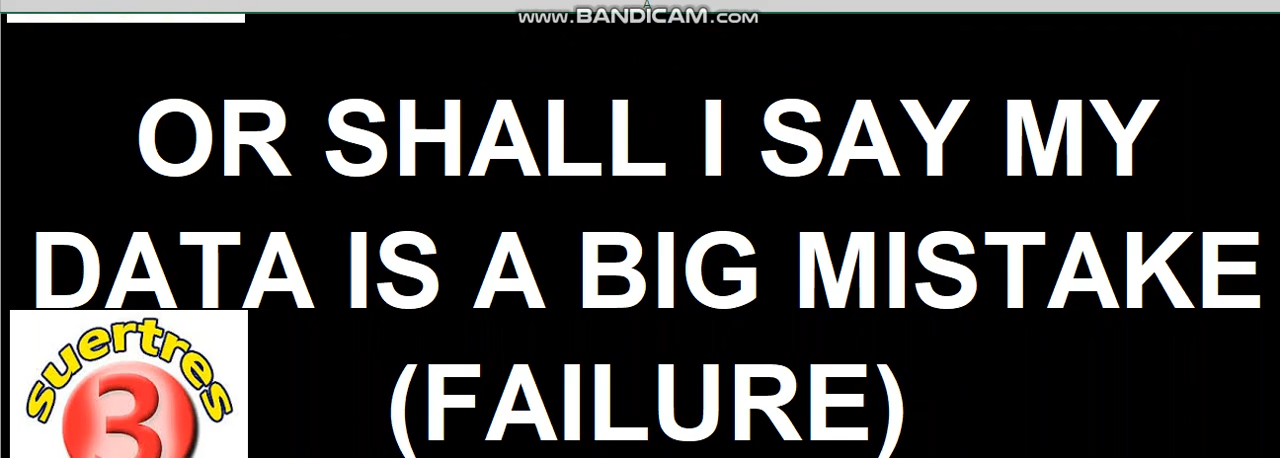 www.BANDICAM.com
OR SHALL I SAY MY
DATA IS A BIG MISTAKE
(FAILURE)
suertres
3